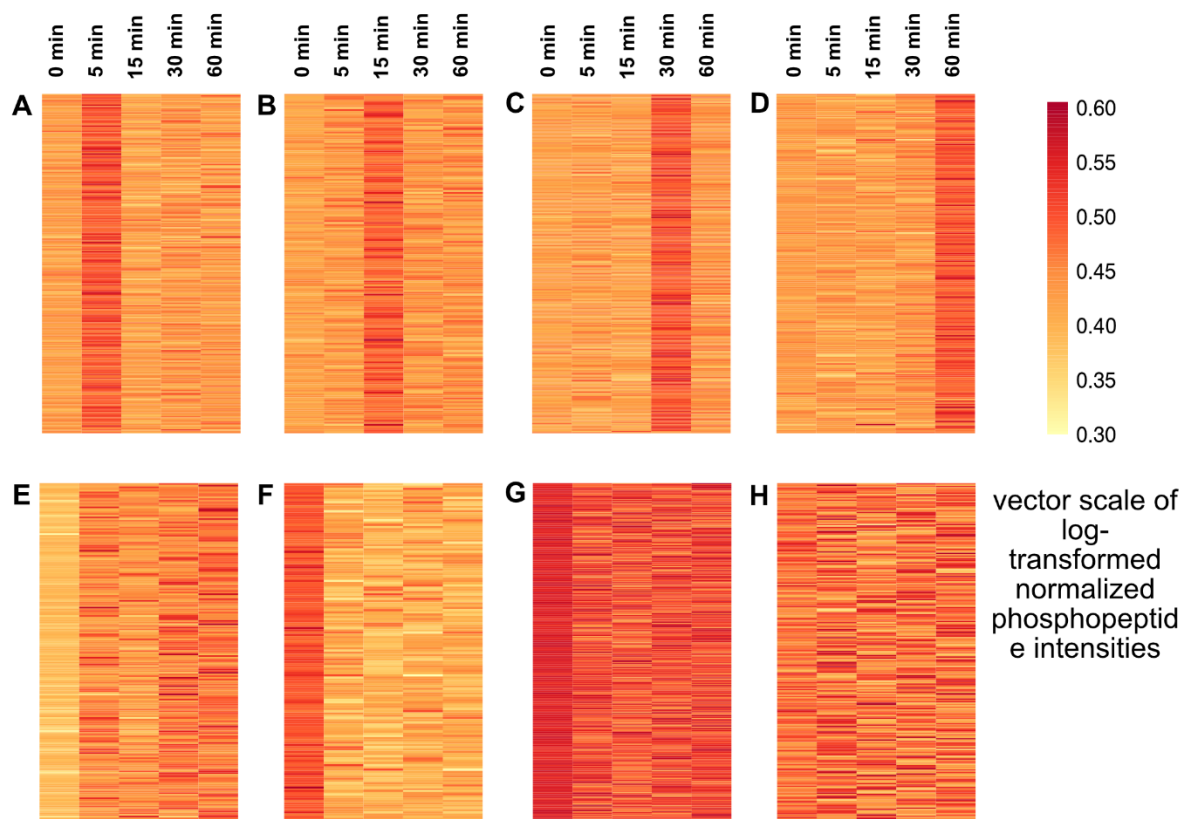 0 min 5 min 15 min 30 min 60 min
0 min 5 min 15 min 30 min 60 min
0 min 5 min 15 min 30 min 60 min
0 min 5 min 15 min 30 min 60 min
A
B
C
D
0.60
0.55
0.50
0.45
0.40
0.35
0.30
E
F
G
H
vector scale of
log-
transformed
normalized
phosphopeptid
e intensities